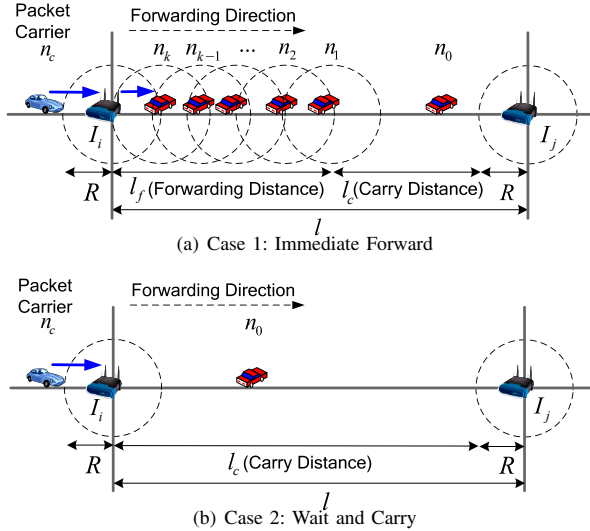 Packet Forwarding Direction
Carrier
n_c n_k n_{k-1} ... n_2 n_1 n_0
I_i I_j
R l_f (Forwarding Distance) l_c (Carry Distance) R
l
(a) Case 1: Immediate Forward
Packet Forwarding Direction
Carrier
n_c n_0
I_i I_j
R l_c (Carry Distance) R
l
(b) Case 2: Wait and Carry